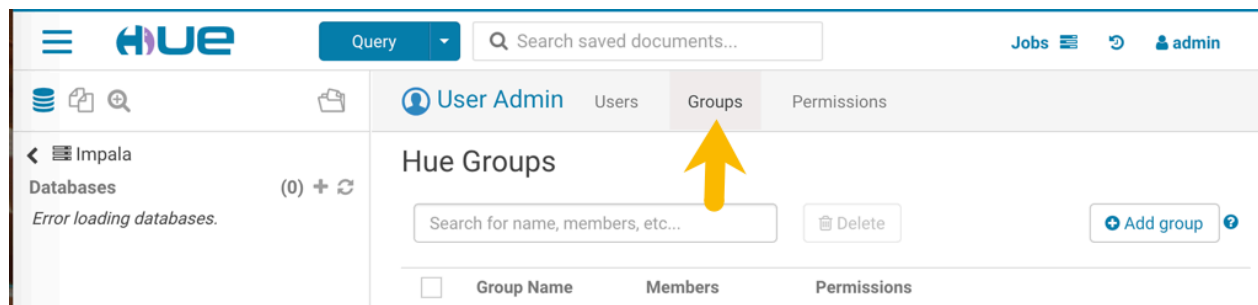 HUE Query Search saved documents... Jobs admin
User Admin Users Groups Permissions
Impala
Databases (0)
Error loading databases.
Hue Groups
Search for name, members, etc... Delete Add group ?
Group Name Members Permissions